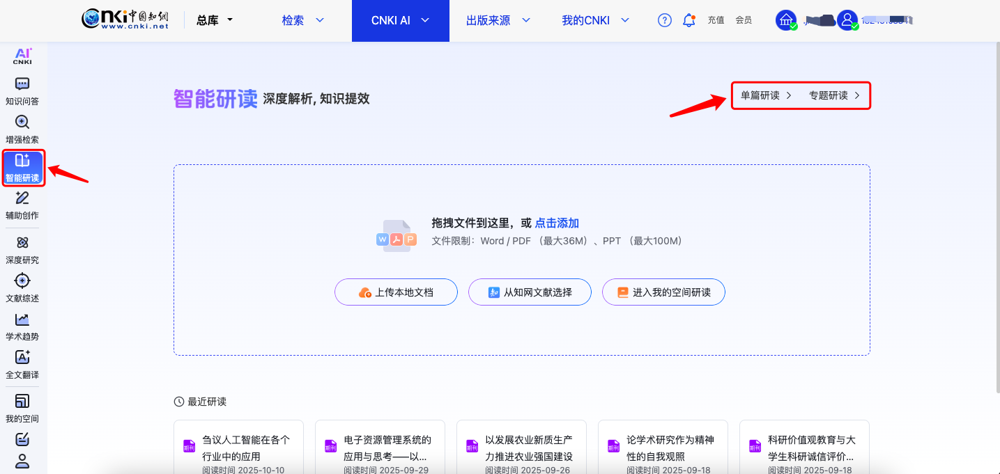 cnki 中国知网
www.cnki.net
总库
检索
CNKI AI
出版来源
我的CNKI
充值
会员
AI
CNKI
知识问答
增强检索
智能研读
辅助创作
深度研究
文献综述
学术趋势
全文翻译
我的空间
智能研读 深度解析, 知识提效
单篇研读
专题研读
拖拽文件到这里，或 点击添加
W
P
文件限制：Word / PDF （最大36M）、PPT （最大100M）
上传本地文档
从知网文献选择
进入我的空间研读
最近研读
期刊
刍议人工智能在各个
行业中的应用
阅读时间 2025-10-10
期刊
电子资源管理系统的
应用与思考——以...
阅读时间 2025-09-29
期刊
以发展农业新质生产
力推进农业强国建设
阅读时间 2025-09-26
期刊
论学术研究作为精神
性的自我观照
阅读时间 2025-09-18
期刊
科研价值观教育与大
学生科研诚信评价...
阅读时间 2025-09-18